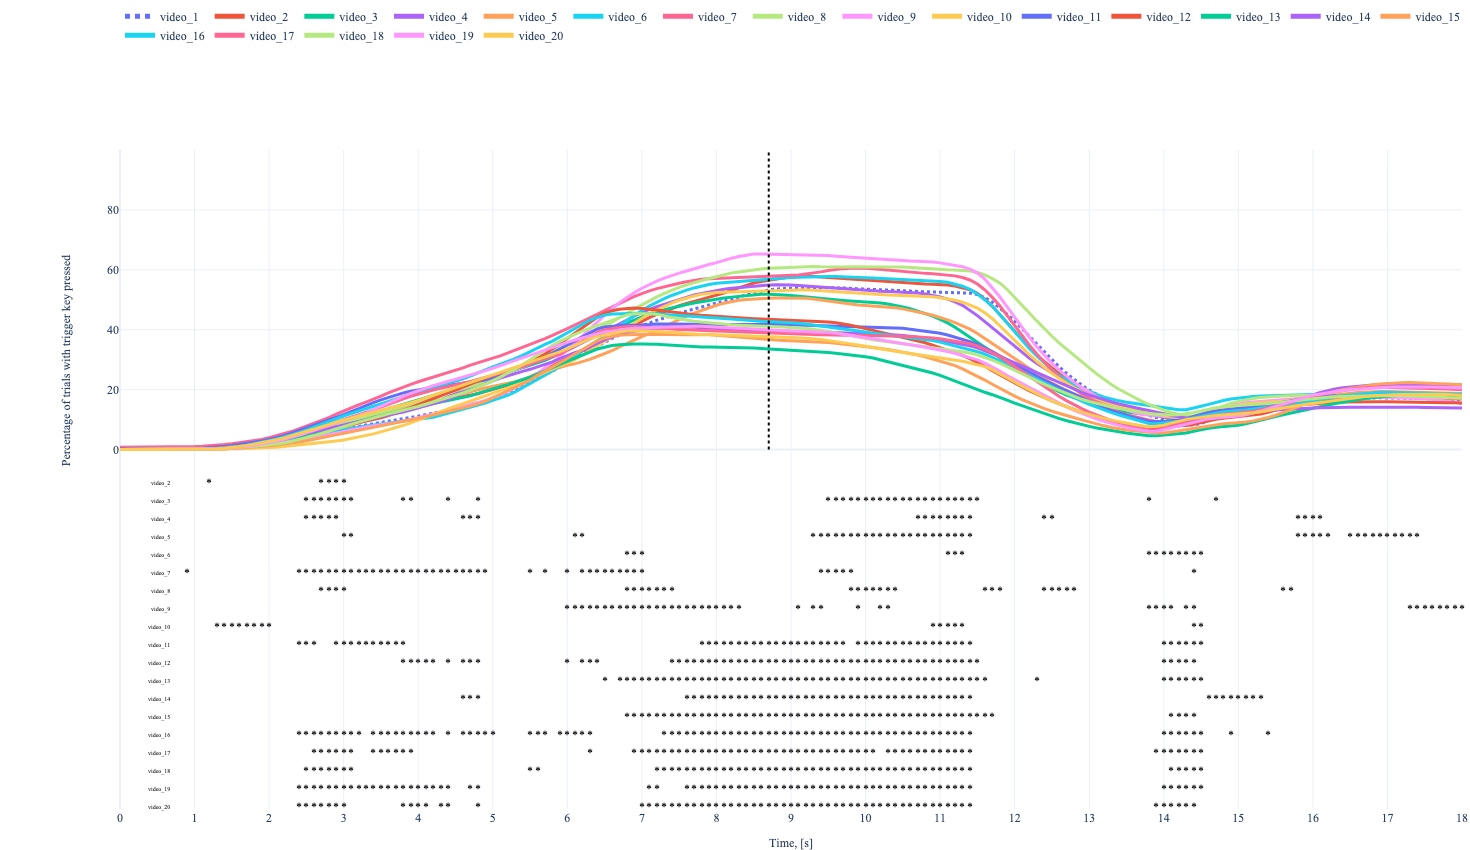 video_1 video_2 video_3 video_4 video_5 video_6 video_7 video_8 video_9 video_10 video_11 video_12 video_13 video_14 video_15
video_16 video_17 video_18 video_19 video_20
80
60
40
20
0
Percentage of trials with trigger key pressed
video_2
video_3
video_4
video_5
video_6
video_7
video_8
video_9
video_10
video_11
video_12
video_13
video_14
video_15
video_16
video_17
video_18
video_19
video_20
0 1 2 3 4 5 6 7 8 9 10 11 12 13 14 15 16 17 18
Time, [s]